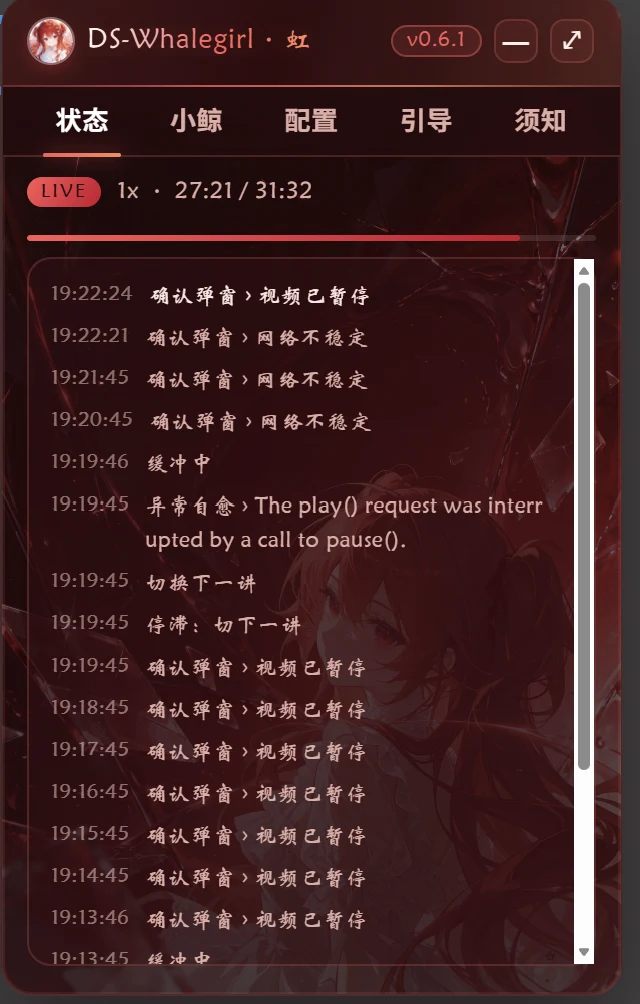 DS-Whalegirl · 虹
v0.6.1
状态 小鲸 配置 引导 须知
LIVE 1x · 27:21 / 31:32
19:22:24 确认弹窗 › 视频已暂停
19:22:21 确认弹窗 › 网络不稳定
19:21:45 确认弹窗 › 网络不稳定
19:20:45 确认弹窗 › 网络不稳定
19:19:46 缓冲中
19:19:45 异常自愈 › The play() request was interr
upted by a call to pause().
19:19:45 切换下一讲
19:19:45 停滞：切下一讲
19:19:45 确认弹窗 › 视频已暂停
19:18:45 确认弹窗 › 视频已暂停
19:17:45 确认弹窗 › 视频已暂停
19:16:45 确认弹窗 › 视频已暂停
19:15:45 确认弹窗 › 视频已暂停
19:14:45 确认弹窗 › 视频已暂停
19:13:46 确认弹窗 › 视频已暂停
19:13:45 缓冲中